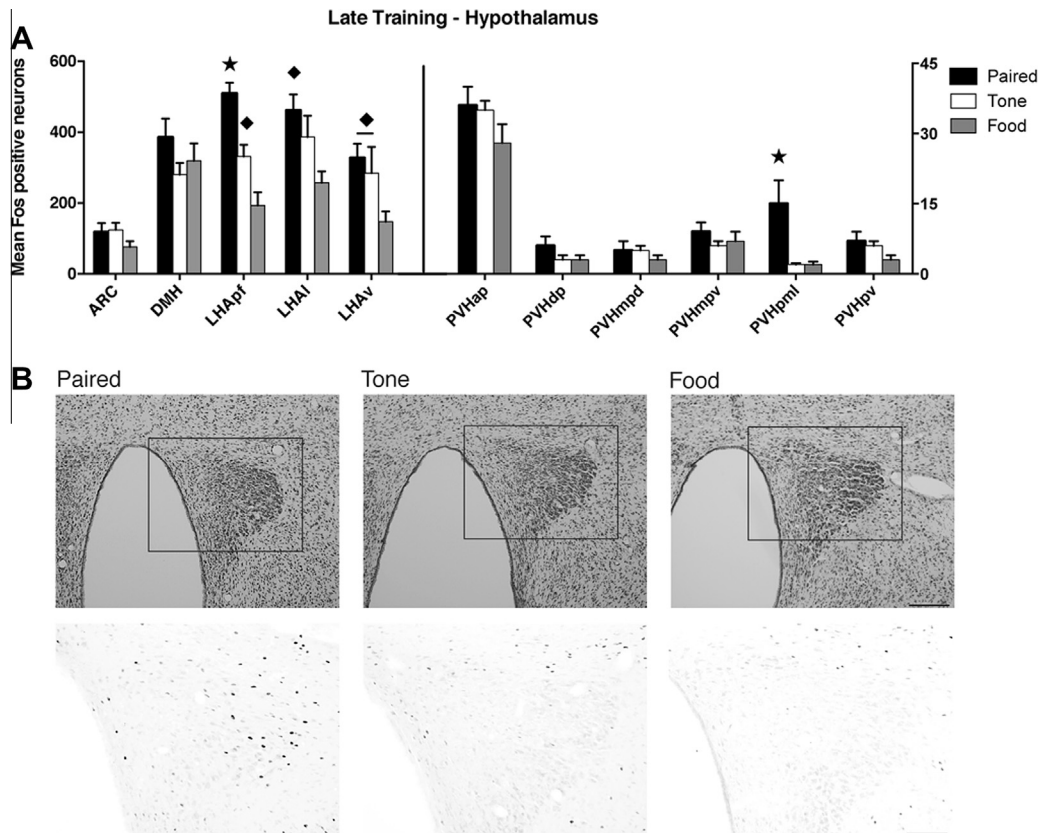 Late Training - Hypothalamus
A
Mean Fos positive neurons
600
400
200
0
45
30
15
0
Paired
Tone
Food
ARC
DMH
LHApf
LHAl
LHAv
PVHap
PVHdp
PVHmpd
PVHmpv
PVHpml
PVHpv
B
Paired
Tone
Food